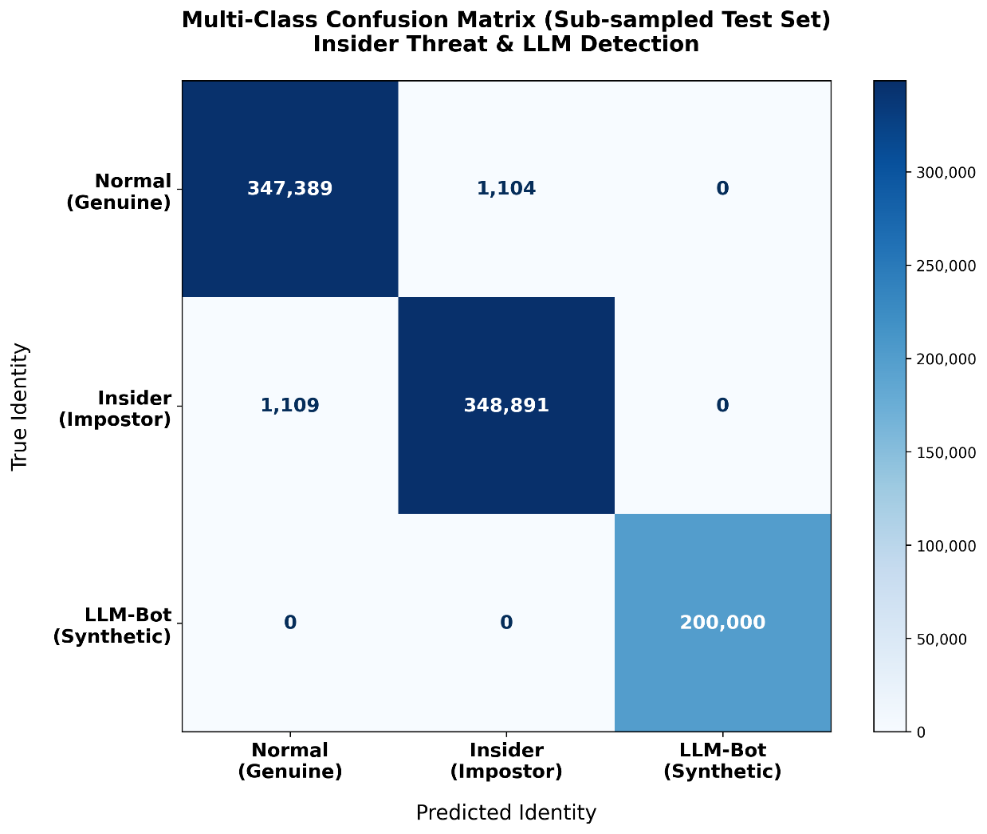 Multi-Class Confusion Matrix (Sub-sampled Test Set)
Insider Threat & LLM Detection
True Identity
Normal
(Genuine)
347,389
1,104
0
Insider
(Impostor)
1,109
348,891
0
LLM-Bot
(Synthetic)
0
0
200,000
Normal
(Genuine)
Insider
(Impostor)
LLM-Bot
(Synthetic)
Predicted Identity
300,000
250,000
200,000
150,000
100,000
50,000
0